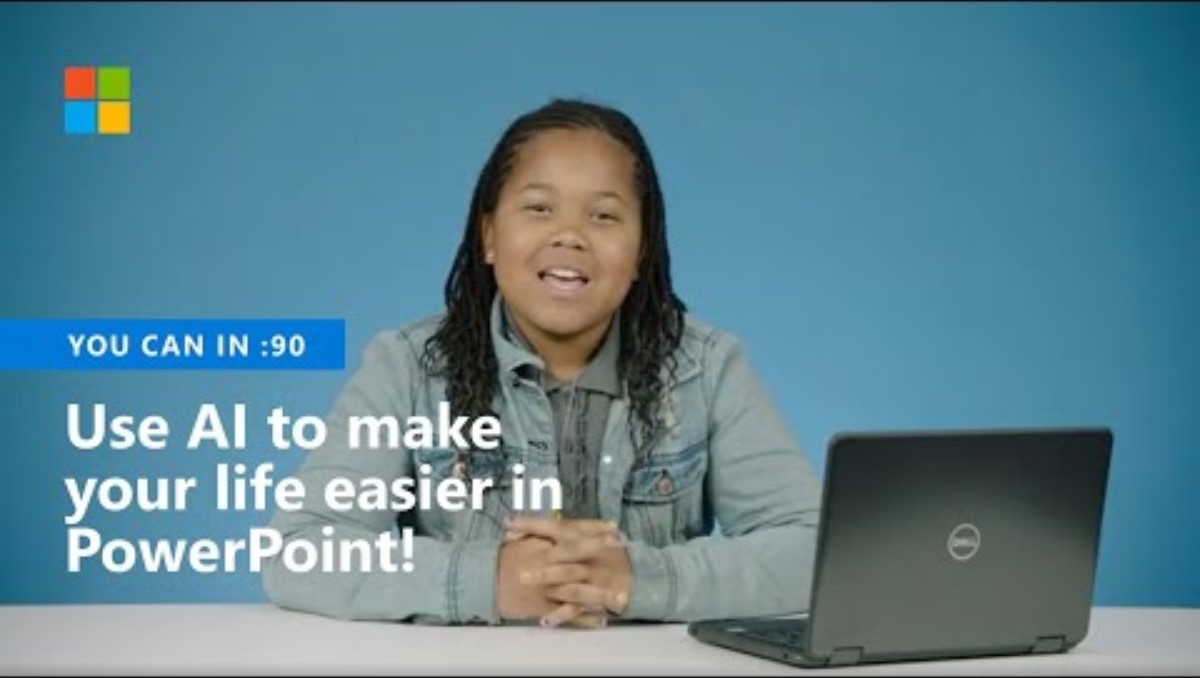 YOU CAN IN :90
Use AI to make
your life easier in
PowerPoint!
DELL